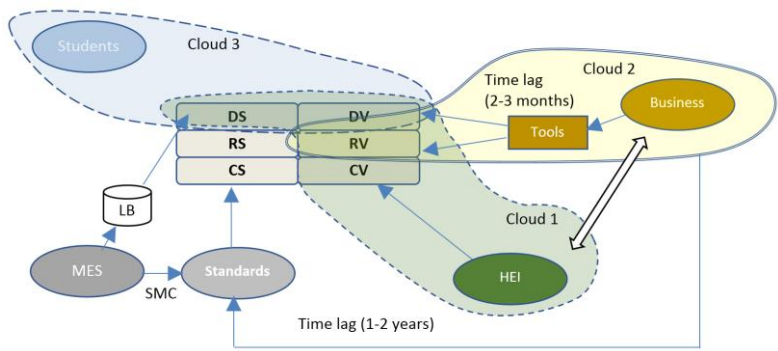 Students
Cloud 3
Cloud 2
Time lag
(2-3 months)
Business
DS
DV
Tools
RS
RV
CS
CV
LB
Cloud 1
MES
SMC
Standards
HEI
Time lag (1-2 years)